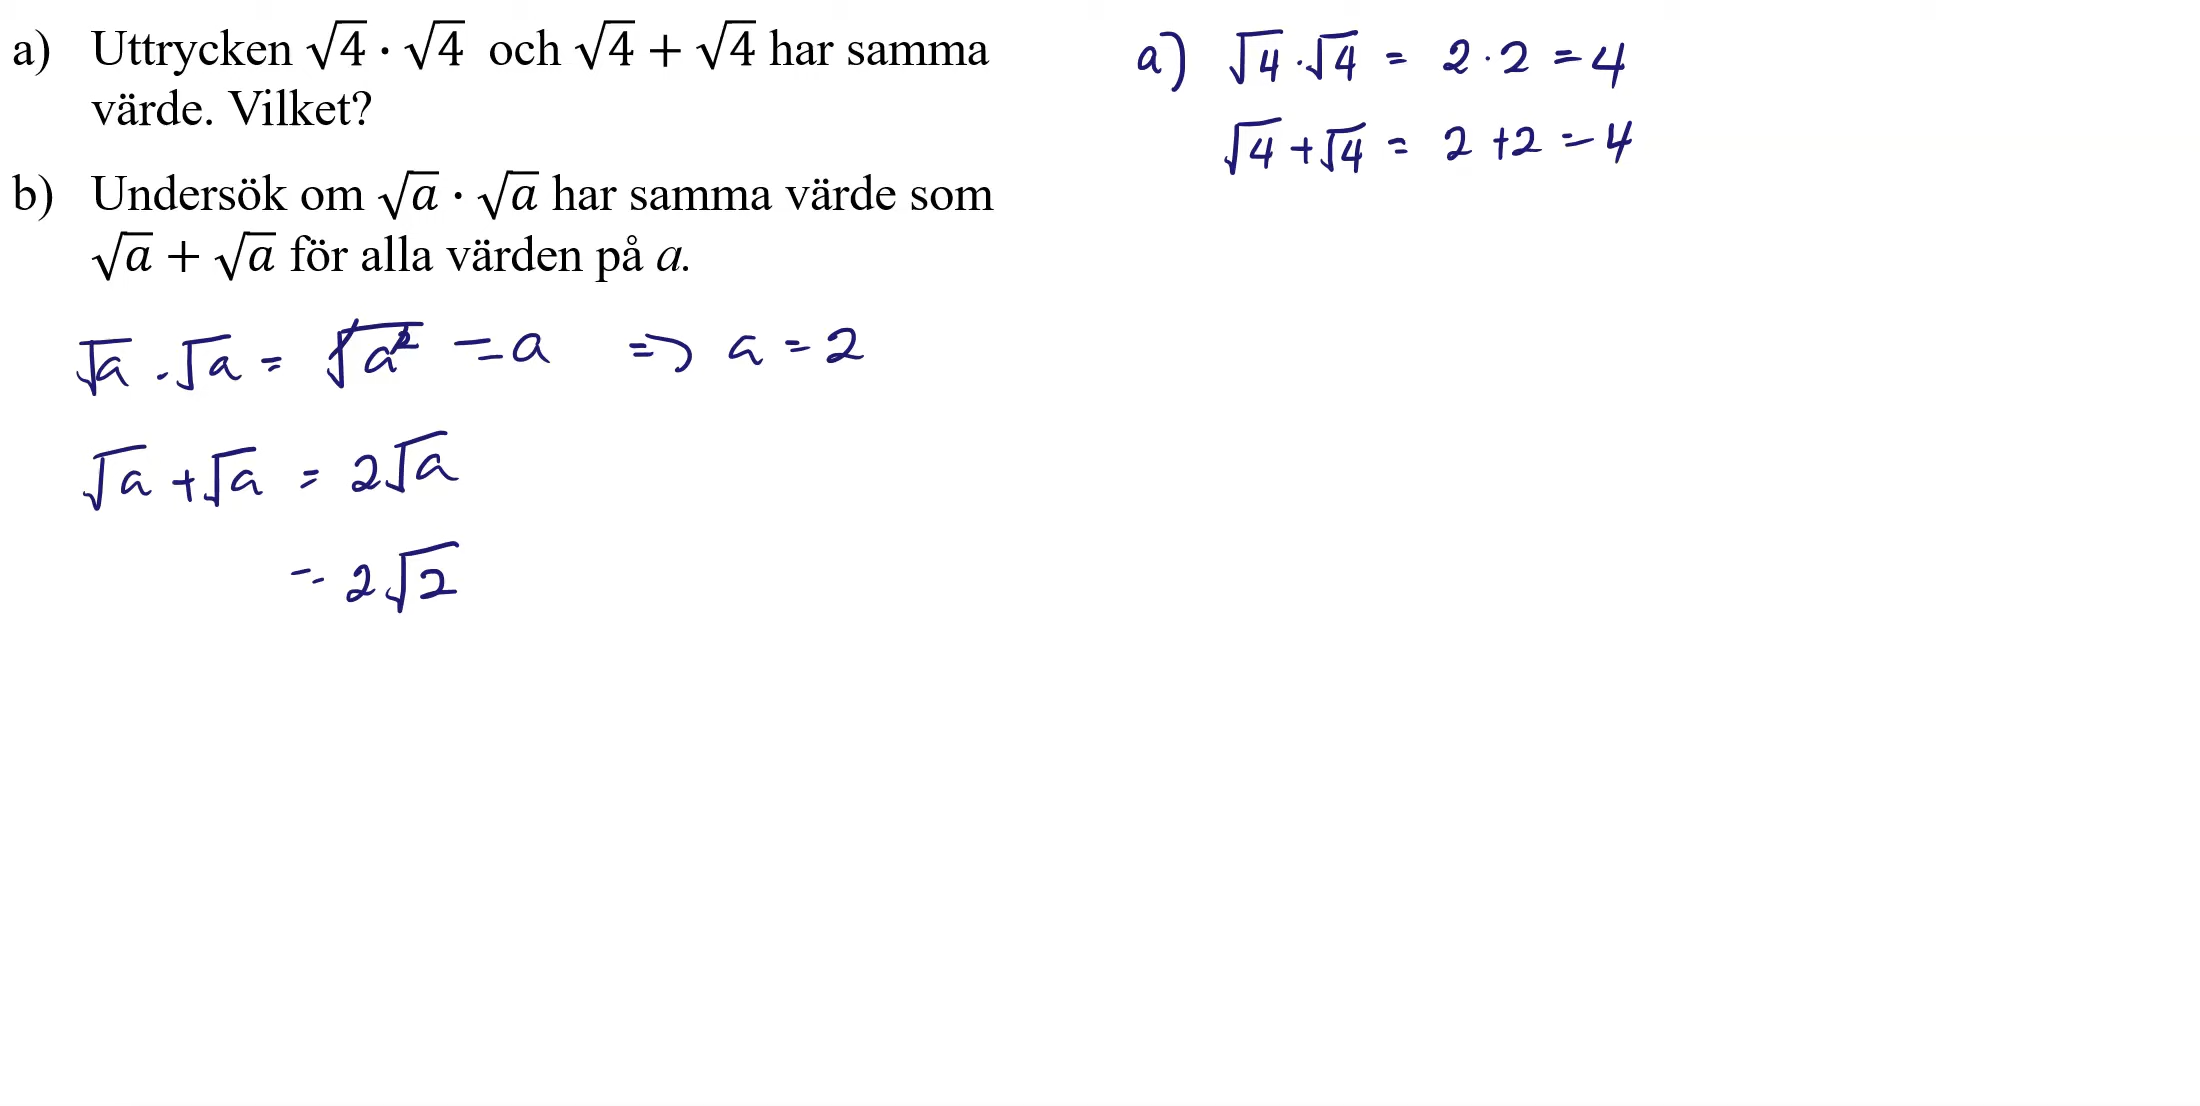 a) Uttrycken √4 · √4 och √4 + √4 har samma
värde. Vilket?
b) Undersök om √a · √a har samma värde som
√a + √a för alla värden på a.
√a · √a = √a² = a => a = 2
√a + √a = 2√a
= 2√2
a) √4 · √4 = 2 · 2 = 4
√4 + √4 = 2 + 2 = 4